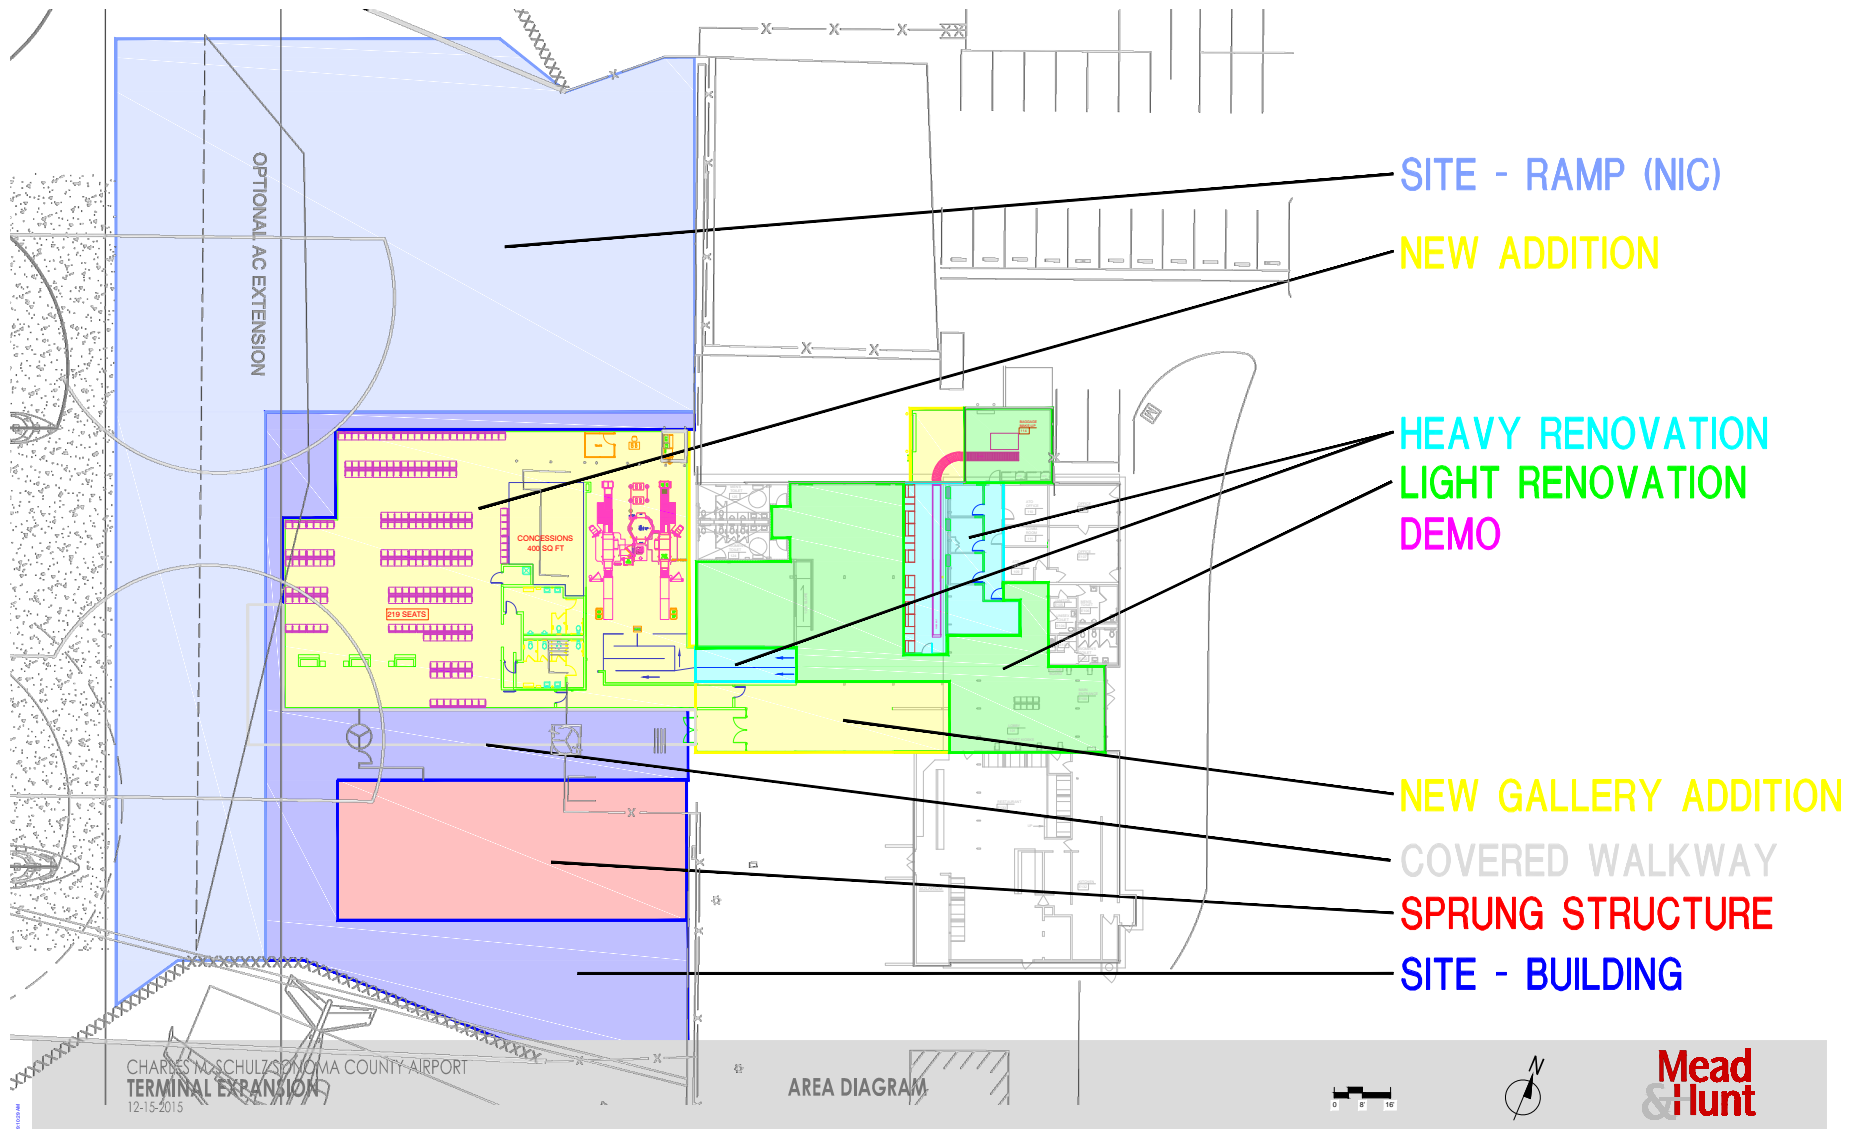 SITE - RAMP (NIC)
NEW ADDITION
OPTIONAL AC EXTENSION
HEAVY RENOVATION
LIGHT RENOVATION
DEMO
CONCESSIONS
400 SQ FT
219 SEATS
NEW GALLERY ADDITION
COVERED WALKWAY
SPRUNG STRUCTURE
SITE - BUILDING
CHARLES M. SCHULZ SONOMA COUNTY AIRPORT
TERMINAL EXPANSION
12-15-2015
AREA DIAGRAM
0 8' 16'
N
Mead
&Hunt